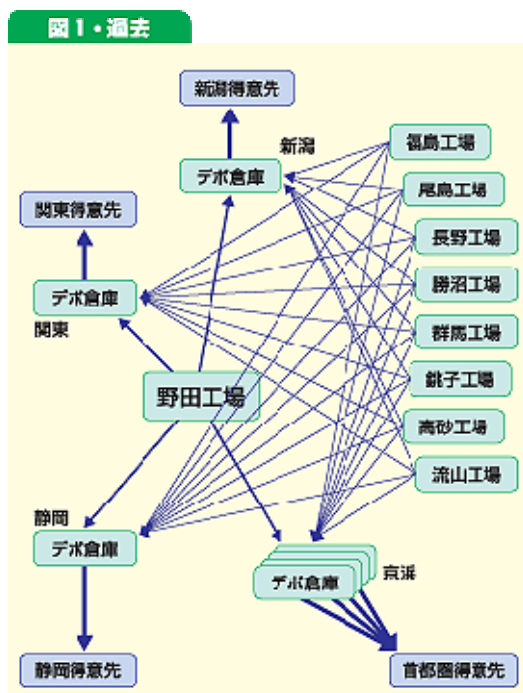 図1・過去
新潟得意先
新潟
デポ倉庫
福島工場
尾島工場
長野工場
勝沼工場
群馬工場
銚子工場
高砂工場
流山工場
関東得意先
デポ倉庫
関東
野田工場
静岡
デポ倉庫
デポ倉庫
京浜
静岡得意先
首都圏得意先